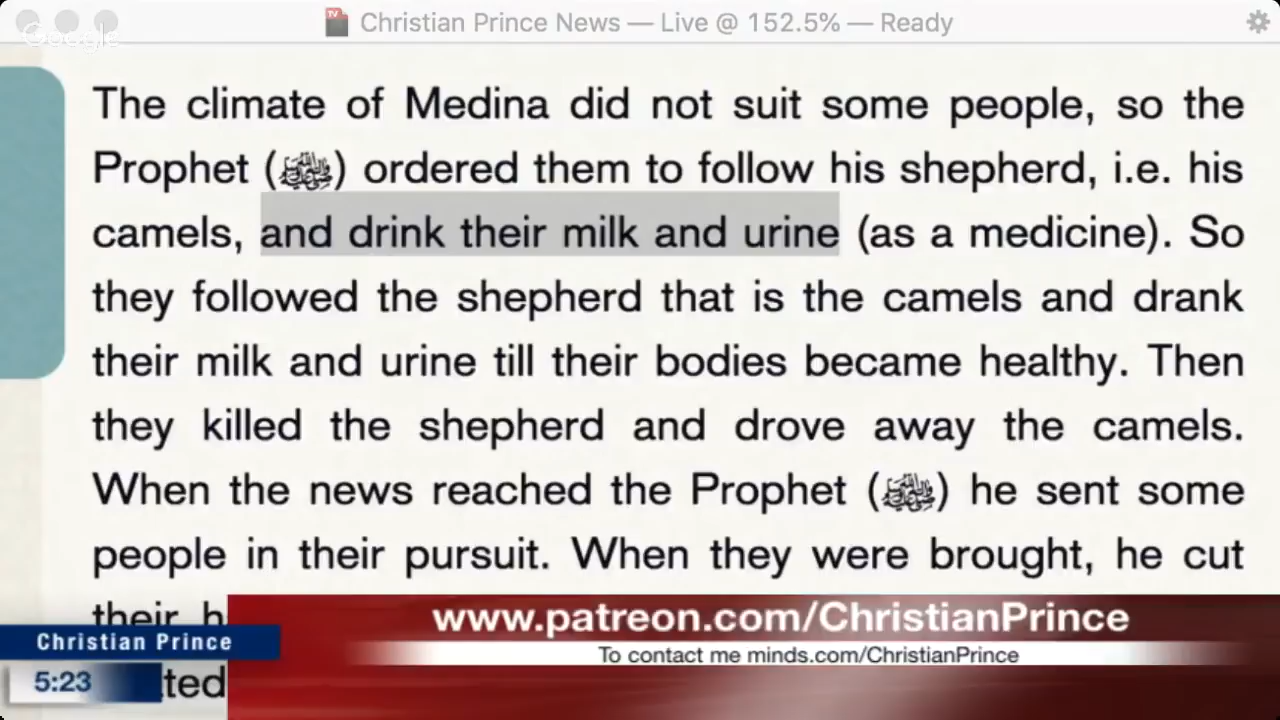 Christian Prince News — Live @ 152.5% — Ready
Google
The climate of Medina did not suit some people, so the
Prophet (ﷺ) ordered them to follow his shepherd, i.e. his
camels, and drink their milk and urine (as a medicine). So
they followed the shepherd that is the camels and drank
their milk and urine till their bodies became healthy. Then
they killed the shepherd and drove away the camels.
When the news reached the Prophet (ﷺ) he sent some
people in their pursuit. When they were brought, he cut
their
www.patreon.com/ChristianPrince
Christian Prince
To contact me minds.com/ChristianPrince
5:23